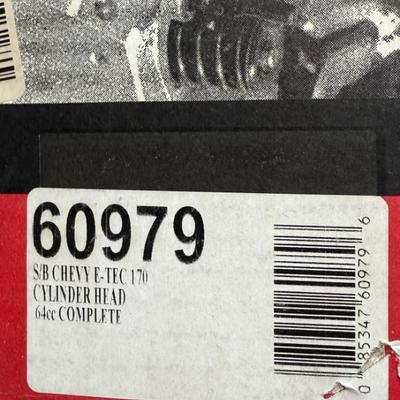 60979
S/B CHEVY E-TEC 170
CYLINDER HEAD
64cc COMPLETE
0 85347 60979 6